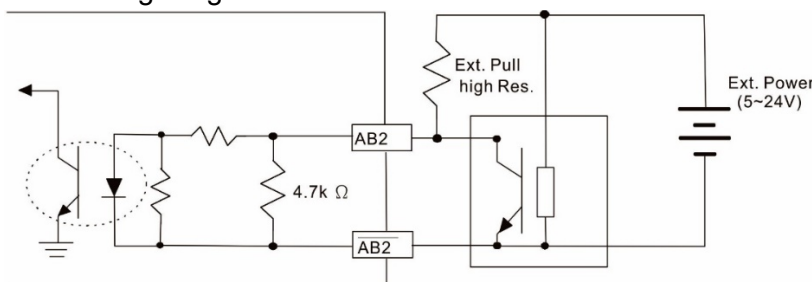 Ext. Pull
high Res.
Ext. Power
(5~24V)
AB2
4.7k Ω
AB2